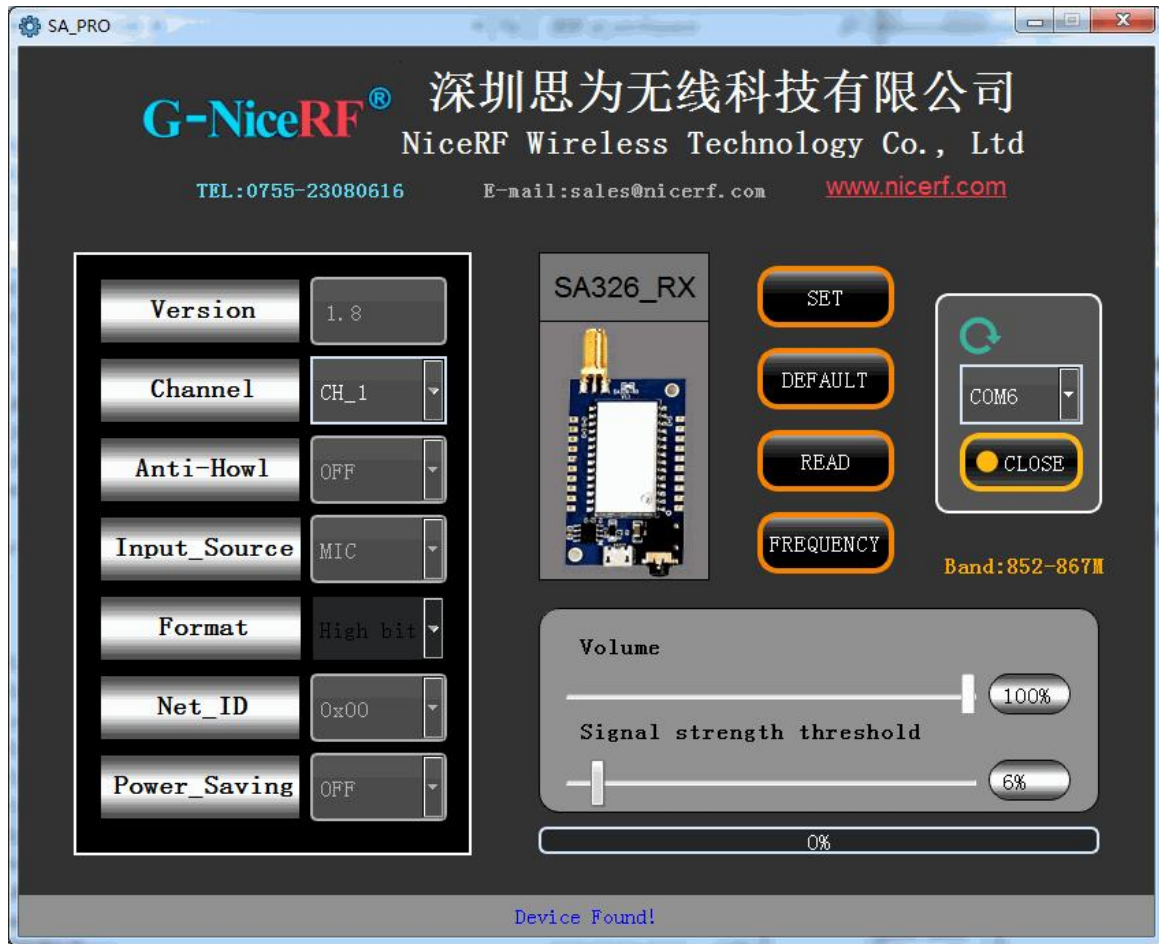 SA_PRO
G-NiceRF®
深圳思为无线科技有限公司
NiceRF Wireless Technology Co., Ltd
TEL:0755-23080616 E-mail:sales@nicerf.com www.nicerf.com
Version 1.8
Channel CH_1
Anti-Howl OFF
Input_Source MIC
Format High bit
Net_ID 0x00
Power_Saving OFF
SA326_RX
SET
DEFAULT
READ
FREQUENCY
COM6
CLOSE
Band:852-867M
Volume
100%
Signal strength threshold
6%
0%
Device Found!